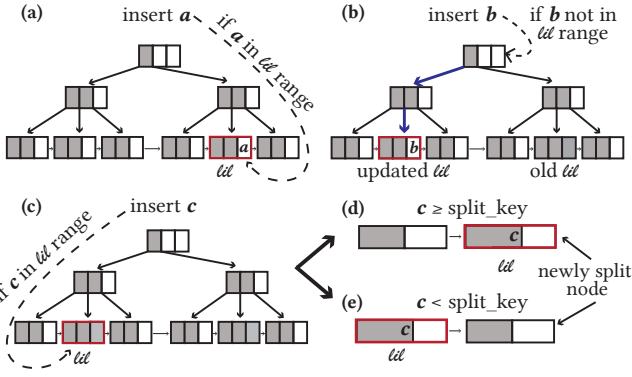 (a)
insert a
if a in lil range
a
lil
(b)
insert b
if b not in
lil range
b
updated lil
old lil
(c)
insert c
if c in lil range
lil
(d)
c ≥ split_key
c
lil
newly split
node
(e)
c < split_key
c
lil